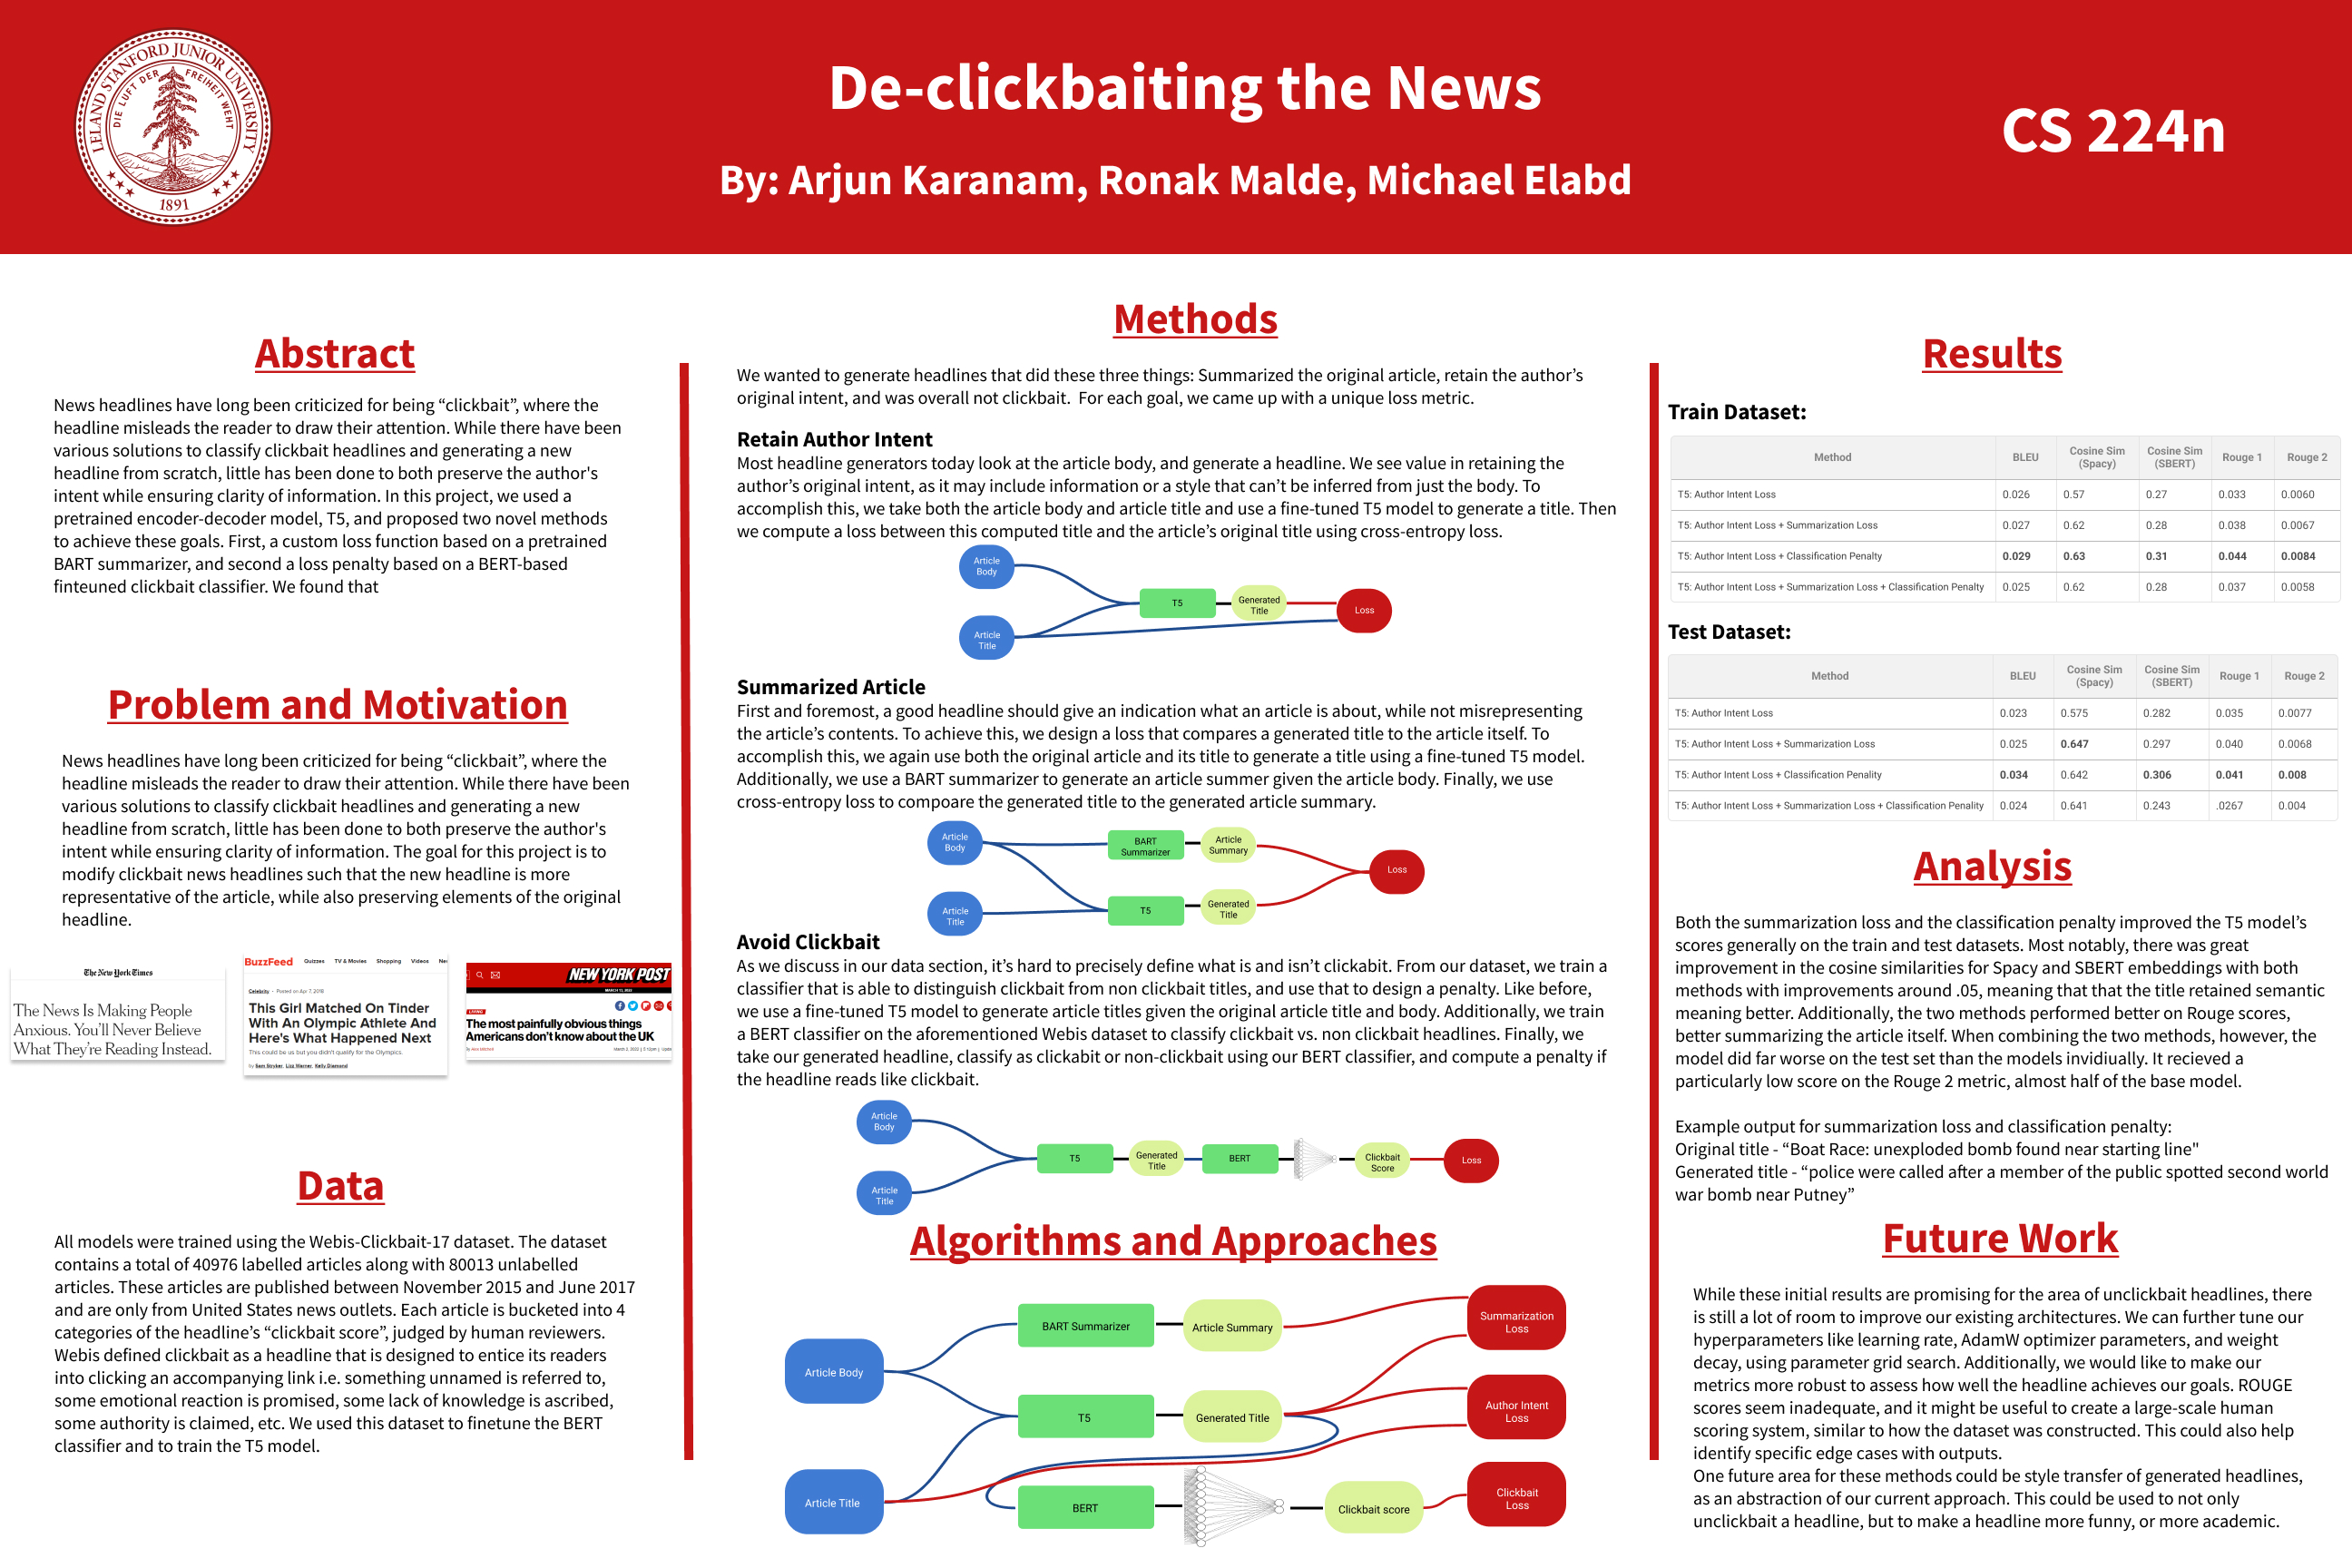 LELAND STANFORD JUNIOR UNIVERSITY
DIE LUFT DER FREIHEIT WEHT
1891
De-clickbaiting the News
By: Arjun Karanam, Ronak Malde, Michael Elabd
CS 224n
Abstract
News headlines have long been criticized for being “clickbait”, where the
headline misleads the reader to draw their attention. While there have been
various solutions to classify clickbait headlines and generating a new
headline from scratch, little has been done to both preserve the author's
intent while ensuring clarity of information. In this project, we used a
pretrained encoder-decoder model, T5, and proposed two novel methods
to achieve these goals. First, a custom loss function based on a pretrained
BART summarizer, and second a loss penalty based on a BERT-based
finteuned clickbait classifier. We found that
Problem and Motivation
News headlines have long been criticized for being “clickbait”, where the
headline misleads the reader to draw their attention. While there have been
various solutions to classify clickbait headlines and generating a new
headline from scratch, little has been done to both preserve the author's
intent while ensuring clarity of information. The goal for this project is to
modify clickbait news headlines such that the new headline is more
representative of the article, while also preserving elements of the original
headline.
The New York Times
The News Is Making People
Anxious. You'll Never Believe
What They're Reading Instead.
BuzzFeed Quizzes TV & Movies Shopping Videos
Celebrity - Posted on Apr 7, 2018
This Girl Matched On Tinder
With An Olympic Athlete And
Here's What Happened Next
This could be us but you didn't qualify for the Olympics.
by Sam Stryker, Lisa Warner, Kelly Diamond
NEW YORK POST
LIVING
The most painfully obvious things
Americans don't know about the UK
Data
All models were trained using the Webis-Clickbait-17 dataset. The dataset
contains a total of 40976 labelled articles along with 80013 unlabelled
articles. These articles are published between November 2015 and June 2017
and are only from United States news outlets. Each article is bucketed into 4
categories of the headline’s “clickbait score”, judged by human reviewers.
Webis defined clickbait as a headline that is designed to entice its readers
into clicking an accompanying link i.e. something unnamed is referred to,
some emotional reaction is promised, some lack of knowledge is ascribed,
some authority is claimed, etc. We used this dataset to finetune the BERT
classifier and to train the T5 model.
Methods
We wanted to generate headlines that did these three things: Summarized the original article, retain the author’s
original intent, and was overall not clickbait. For each goal, we came up with a unique loss metric.
Retain Author Intent
Most headline generators today look at the article body, and generate a headline. We see value in retaining the
author’s original intent, as it may include information or a style that can’t be inferred from just the body. To
accomplish this, we take both the article body and article title and use a fine-tuned T5 model to generate a title. Then
we compute a loss between this computed title and the article’s original title using cross-entropy loss.
Article
Body
Article
Title
T5
Generated
Title
Loss
Summarized Article
First and foremost, a good headline should give an indication what an article is about, while not misrepresenting
the article’s contents. To achieve this, we design a loss that compares a generated title to the article itself. To
accomplish this, we again use both the original article and its title to generate a title using a fine-tuned T5 model.
Additionally, we use a BART summarizer to generate an article summer given the article body. Finally, we use
cross-entropy loss to compoare the generated title to the generated article summary.
Article
Body
Article
Title
BART
Summarizer
Article
Summary
T5
Generated
Title
Loss
Avoid Clickbait
As we discuss in our data section, it’s hard to precisely define what is and isn’t clickabit. From our dataset, we train a
classifier that is able to distinguish clickbait from non clickbait titles, and use that to design a penalty. Like before,
we use a fine-tuned T5 model to generate article titles given the original article title and body. Additionally, we train
a BERT classifier on the aforementioned Webis dataset to classify clickbait vs. non clickbait headlines. Finally, we
take our generated headline, classify as clickabit or non-clickbait using our BERT classifier, and compute a penalty if
the headline reads like clickbait.
Article
Body
Article
Title
T5
Generated
Title
BERT
Clickbait
Score
Loss
Algorithms and Approaches
Article Body
Article Title
BART Summarizer
Article Summary
T5
Generated Title
BERT
Clickbait score
Summarization
Loss
Author Intent
Loss
Clickbait
Loss
Results
Train Dataset:
Method BLEU Cosine Sim (Spacy) Cosine Sim (SBERT) Rouge 1 Rouge 2
T5: Author Intent Loss 0.026 0.57 0.27 0.033 0.0060
T5: Author Intent Loss + Summarization Loss 0.027 0.62 0.28 0.038 0.0067
T5: Author Intent Loss + Classification Penalty 0.029 0.63 0.31 0.044 0.0084
T5: Author Intent Loss + Summarization Loss + Classification Penalty 0.025 0.62 0.28 0.037 0.0058
Test Dataset:
Method BLEU Cosine Sim (Spacy) Cosine Sim (SBERT) Rouge 1 Rouge 2
T5: Author Intent Loss 0.023 0.575 0.282 0.035 0.0077
T5: Author Intent Loss + Summarization Loss 0.025 0.647 0.297 0.040 0.0068
T5: Author Intent Loss + Classification Penality 0.034 0.642 0.306 0.041 0.008
T5: Author Intent Loss + Summarization Loss + Classification Penality 0.024 0.641 0.243 .0267 0.004
Analysis
Both the summarization loss and the classification penalty improved the T5 model’s
scores generally on the train and test datasets. Most notably, there was great
improvement in the cosine similarities for Spacy and SBERT embeddings with both
methods with improvements around .05, meaning that that the title retained semantic
meaning better. Additionally, the two methods performed better on Rouge scores,
better summarizing the article itself. When combining the two methods, however, the
model did far worse on the test set than the models invidiually. It recieved a
particularly low score on the Rouge 2 metric, almost half of the base model.
Example output for summarization loss and classification penalty:
Original title - “Boat Race: unexploded bomb found near starting line"
Generated title - “police were called after a member of the public spotted second world
war bomb near Putney”
Future Work
While these initial results are promising for the area of unclickbait headlines, there
is still a lot of room to improve our existing architectures. We can further tune our
hyperparameters like learning rate, AdamW optimizer parameters, and weight
decay, using parameter grid search. Additionally, we would like to make our
metrics more robust to assess how well the headline achieves our goals. ROUGE
scores seem inadequate, and it might be useful to create a large-scale human
scoring system, similar to how the dataset was constructed. This could also help
identify specific edge cases with outputs.
One future area for these methods could be style transfer of generated headlines,
as an abstraction of our current approach. This could be used to not only
unclickbait a headline, but to make a headline more funny, or more academic.